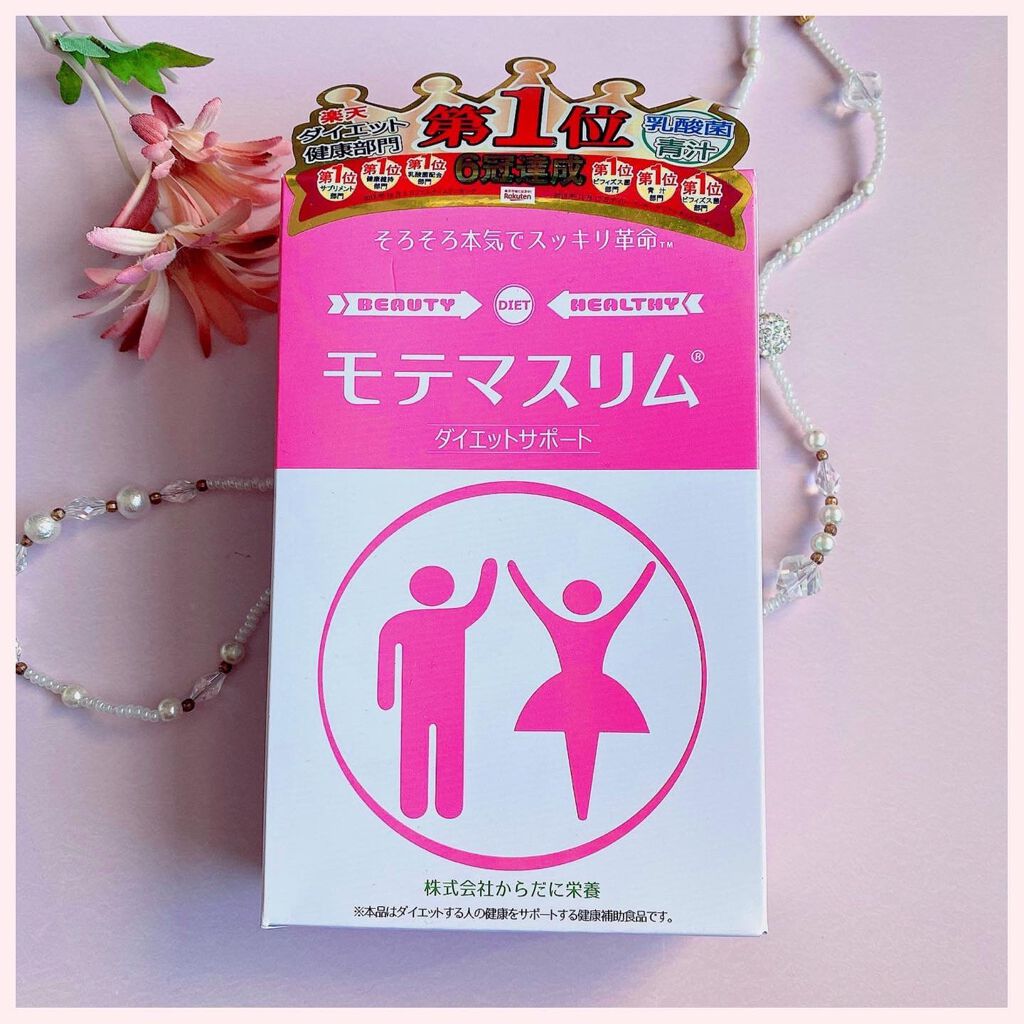 楽天
ダイエット
健康部門
第1位
6冠達成
乳酸菌
青汁
第1位
サプリメント
部門
第1位
健康維持
部門
第1位
乳酸菌配合
部門
Rakuten
第1位
ビフィズス菌
部門
第1位
青汁
部門
第1位
ビフィズス菌
部門
そろそろ本気でスッキリ革命™
BEAUTY DIET HEALTHY
モテマスリム®
ダイエットサポート
株式会社からだに栄養
※本品はダイエットする人の健康をサポートする健康補助食品です。